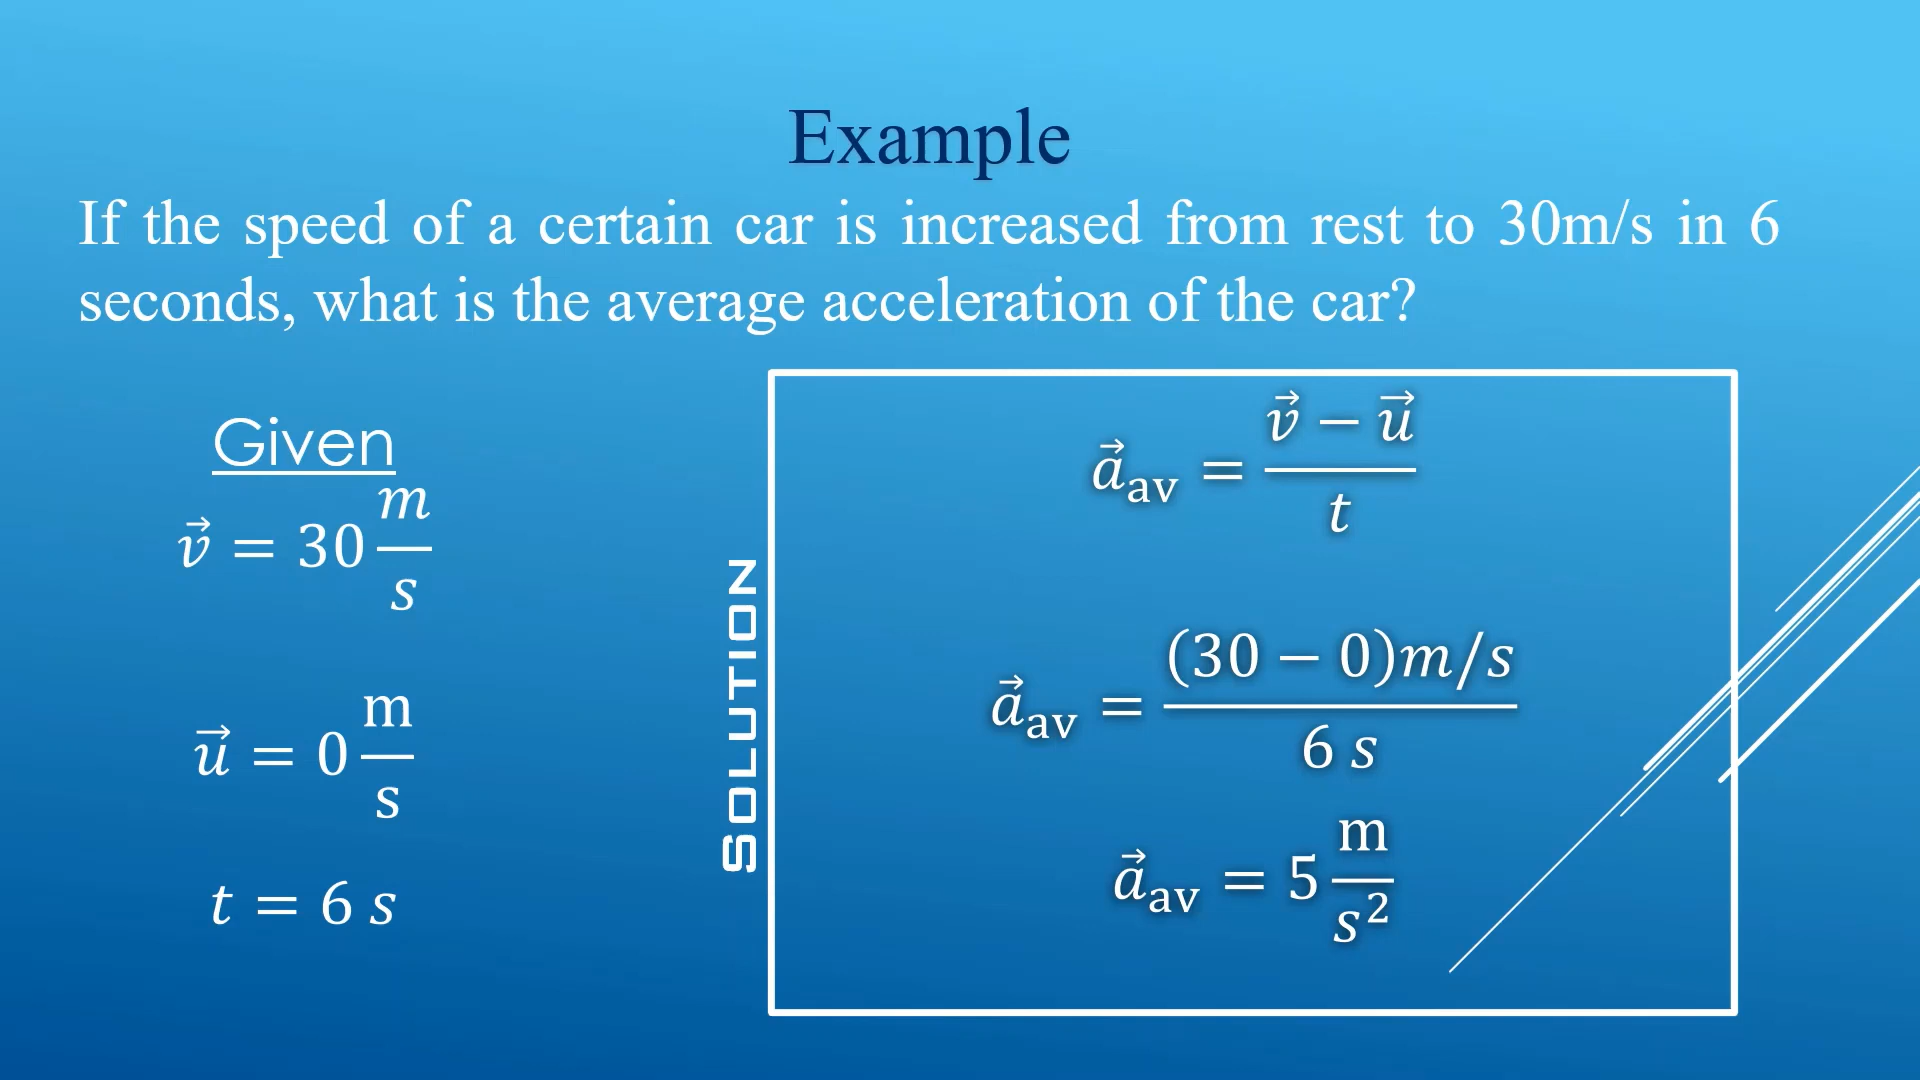 Example
If the speed of a certain car is increased from rest to 30m/s in 6
seconds, what is the average acceleration of the car?
Given
v⃗ = 30 m/s
u⃗ = 0 m/s
t = 6 s
SOLUTION
a⃗av = (v⃗ − u⃗)/t
a⃗av = (30 − 0)m/s / 6 s
a⃗av = 5 m/s²